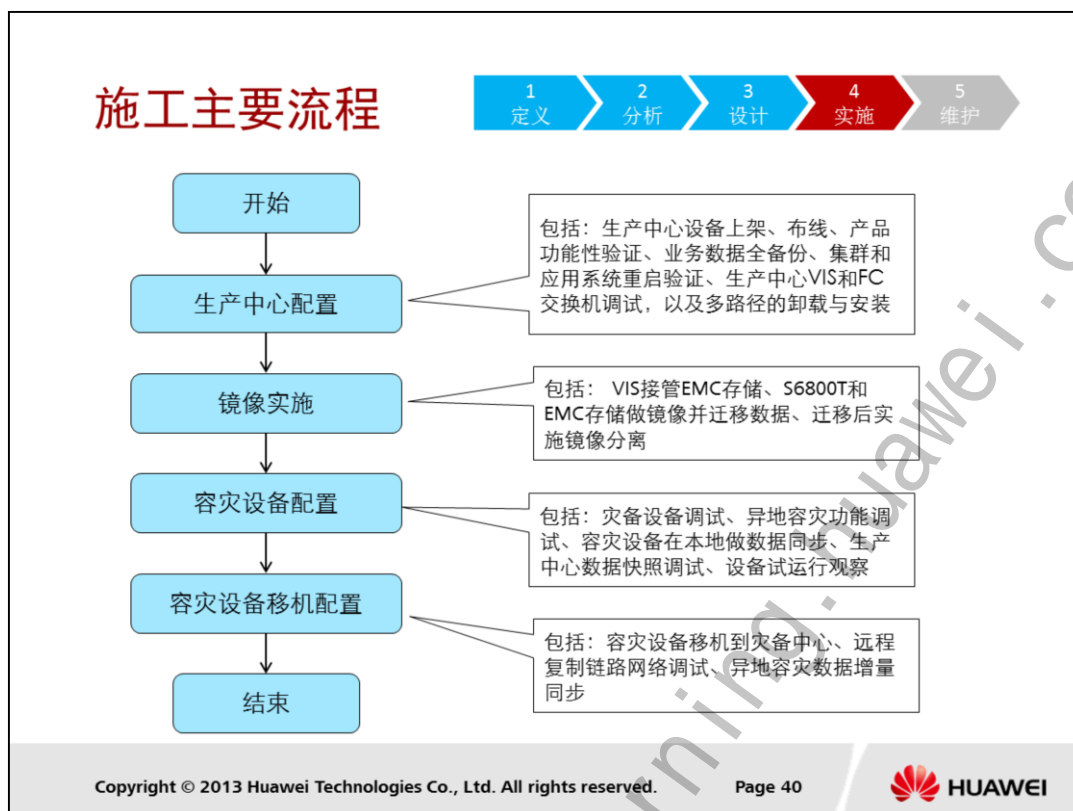 施工主要流程
1
定义
2
分析
3
设计
4
实施
5
维护
开始
包括：生产中心设备上架、布线、产品
功能性验证、业务数据全备份、集群和
应用系统重启验证、生产中心VIS和FC
交换机调试，以及多路径的卸载与安装
生产中心配置
镜像实施
包括： VIS接管EMC存储、S6800T和
EMC存储做镜像并迁移数据、迁移后实
施镜像分离
容灾设备配置
包括：灾备设备调试、异地容灾功能调
试、容灾设备在本地做数据同步、生产
中心数据快照调试、设备试运行观察
容灾设备移机配置
包括：容灾设备移机到灾备中心、远程
复制链路网络调试、异地容灾数据增量
同步
结束
Copyright © 2013 Huawei Technologies Co., Ltd. All rights reserved.
Page 40
HUAWEI